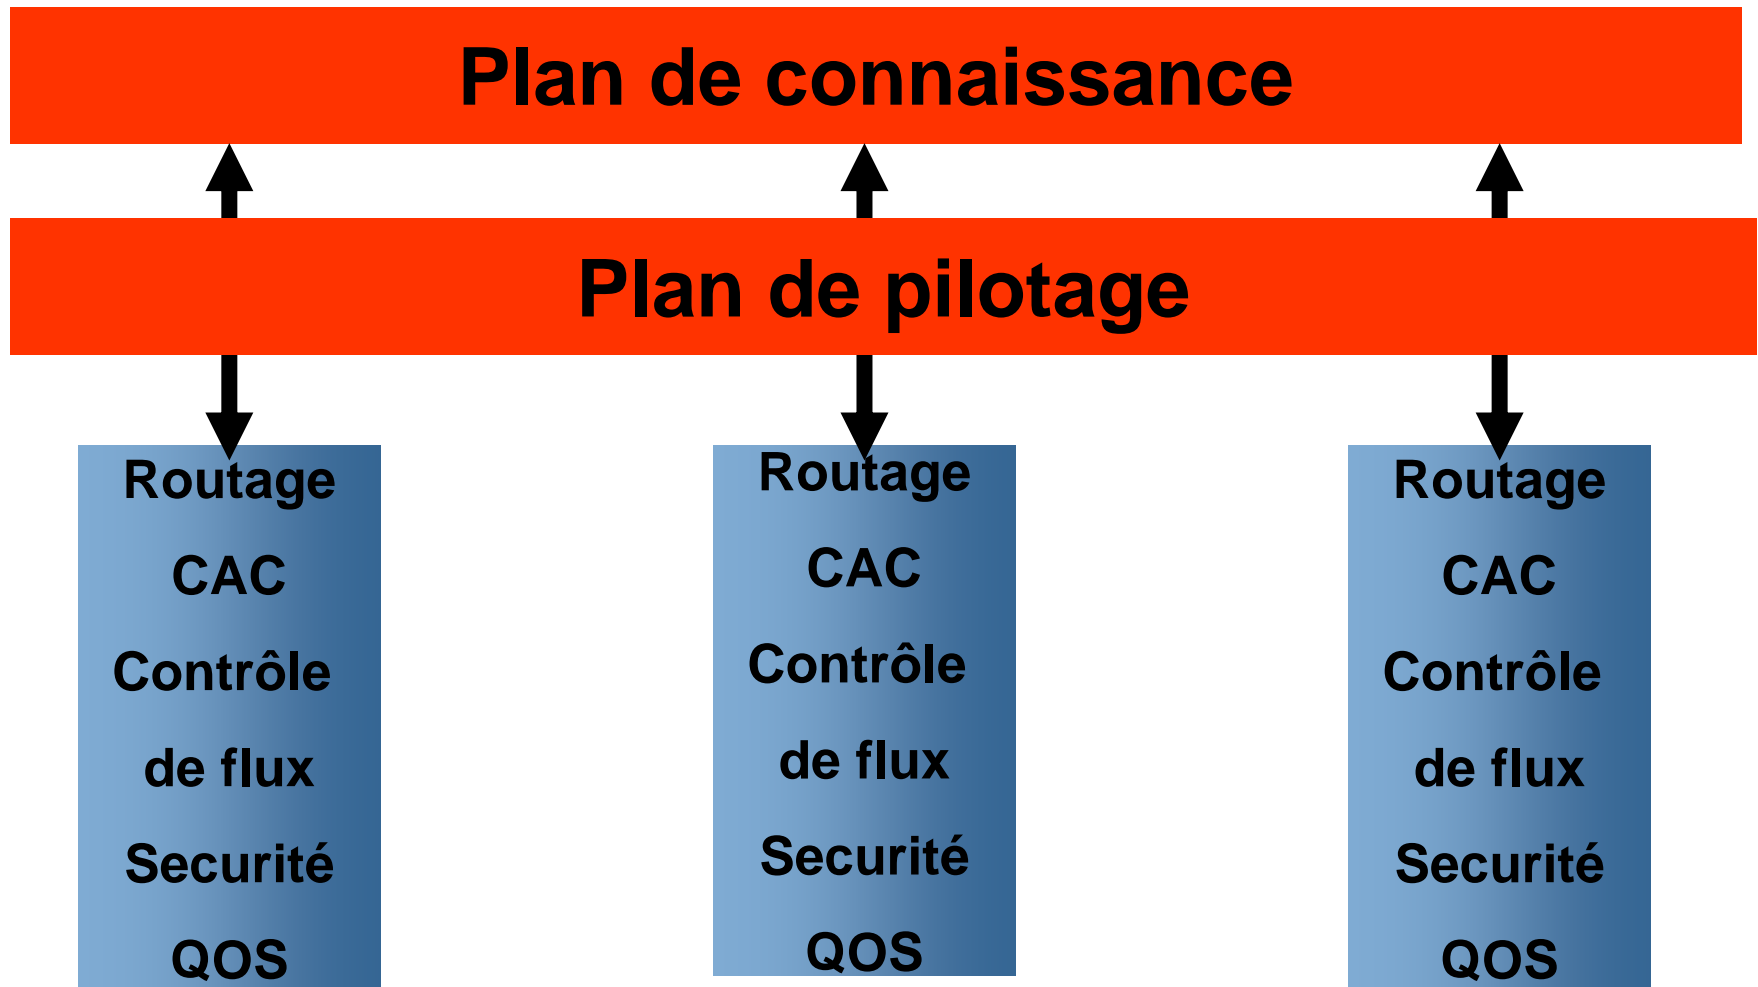 Plan de connaissance
Plan de pilotage
Routage
CAC
Contrôle
de flux
Securité
QOS
Routage
CAC
Contrôle
de flux
Securité
QOS
Routage
CAC
Contrôle
de flux
Securité
QOS